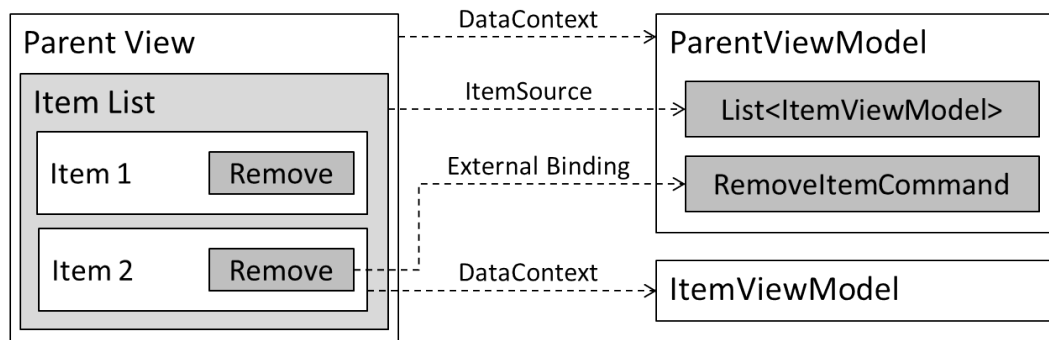 DataContext
Parent View
ParentViewModel
Item List
ItemSource
List<ItemViewModel>
Item 1
Remove
External Binding
RemoveItemCommand
Item 2
Remove
DataContext
ItemViewModel